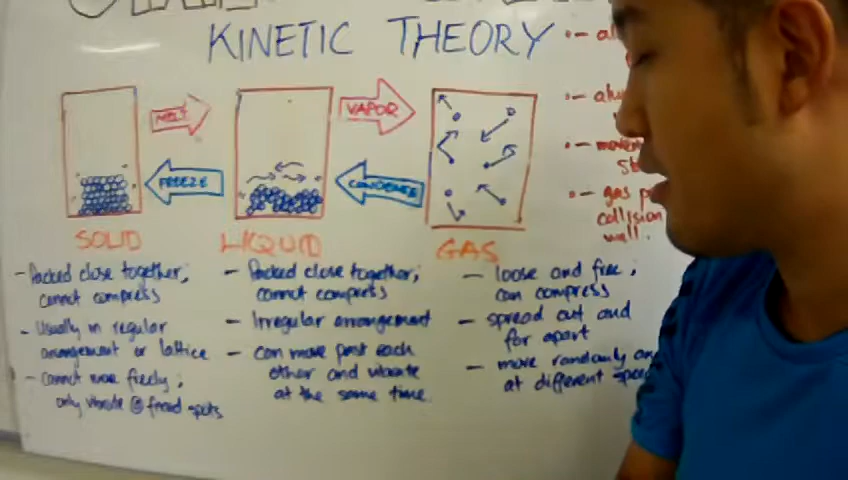 KINETIC THEORY
MELT
VAPOR
FREEZE
CONDENSE
SOLID
LIQUID
GAS
- Packed close together;
cannot compress
- Usually in regular
arrangement or lattice
- Cannot move freely;
only vibrate @ fixed spots
- Packed close together;
cannot compress
- Irregular arrangement
- can move past each
other and vibrate
at the same time.
- loose and free;
can compress
- spread out and
far apart
- move randomly
at different
gas
collision
wall.